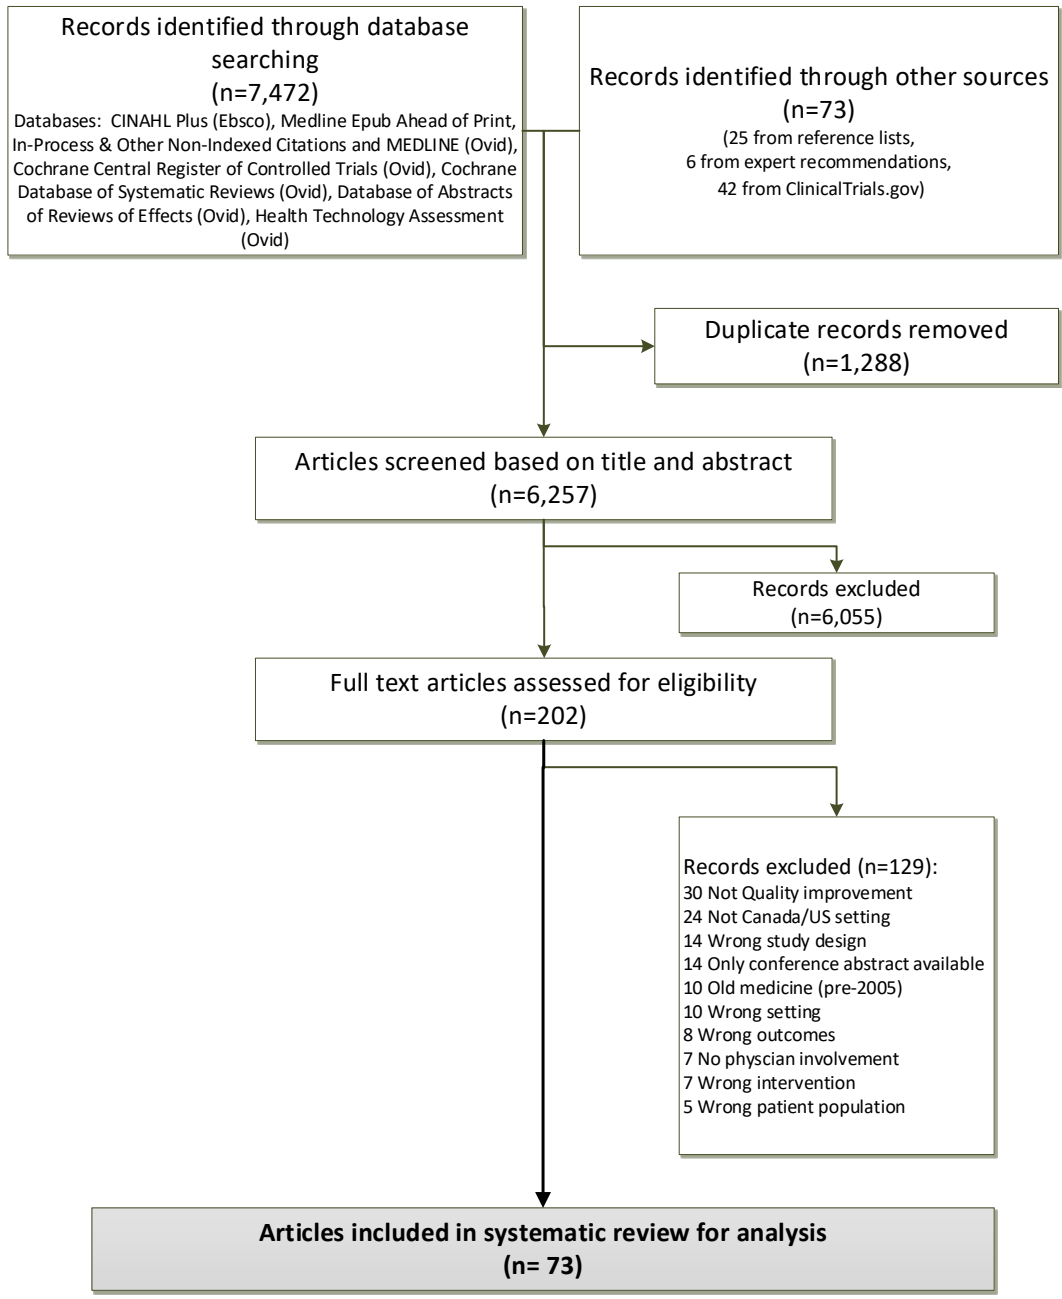 Records identified through database
searching
(n=7,472)
Databases:  CINAHL Plus (Ebsco), Medline Epub Ahead of Print,
In-Process & Other Non-Indexed Citations and MEDLINE (Ovid),
Cochrane Central Register of Controlled Trials (Ovid), Cochrane
Database of Systematic Reviews (Ovid), Database of Abstracts
of Reviews of Effects (Ovid), Health Technology Assessment
(Ovid)
Records identified through other sources
(n=73)
(25 from reference lists,
6 from expert recommendations,
42 from ClinicalTrials.gov)
Duplicate records removed
(n=1,288)
Articles screened based on title and abstract
(n=6,257)
Records excluded
(n=6,055)
Full text articles assessed for eligibility
(n=202)
Records excluded (n=129):
30 Not Quality improvement
24 Not Canada/US setting
14 Wrong study design
14 Only conference abstract available
10 Old medicine (pre-2005)
10 Wrong setting
8 Wrong outcomes
7 No physcian involvement
7 Wrong intervention
5 Wrong patient population
Articles included in systematic review for analysis
(n= 73)